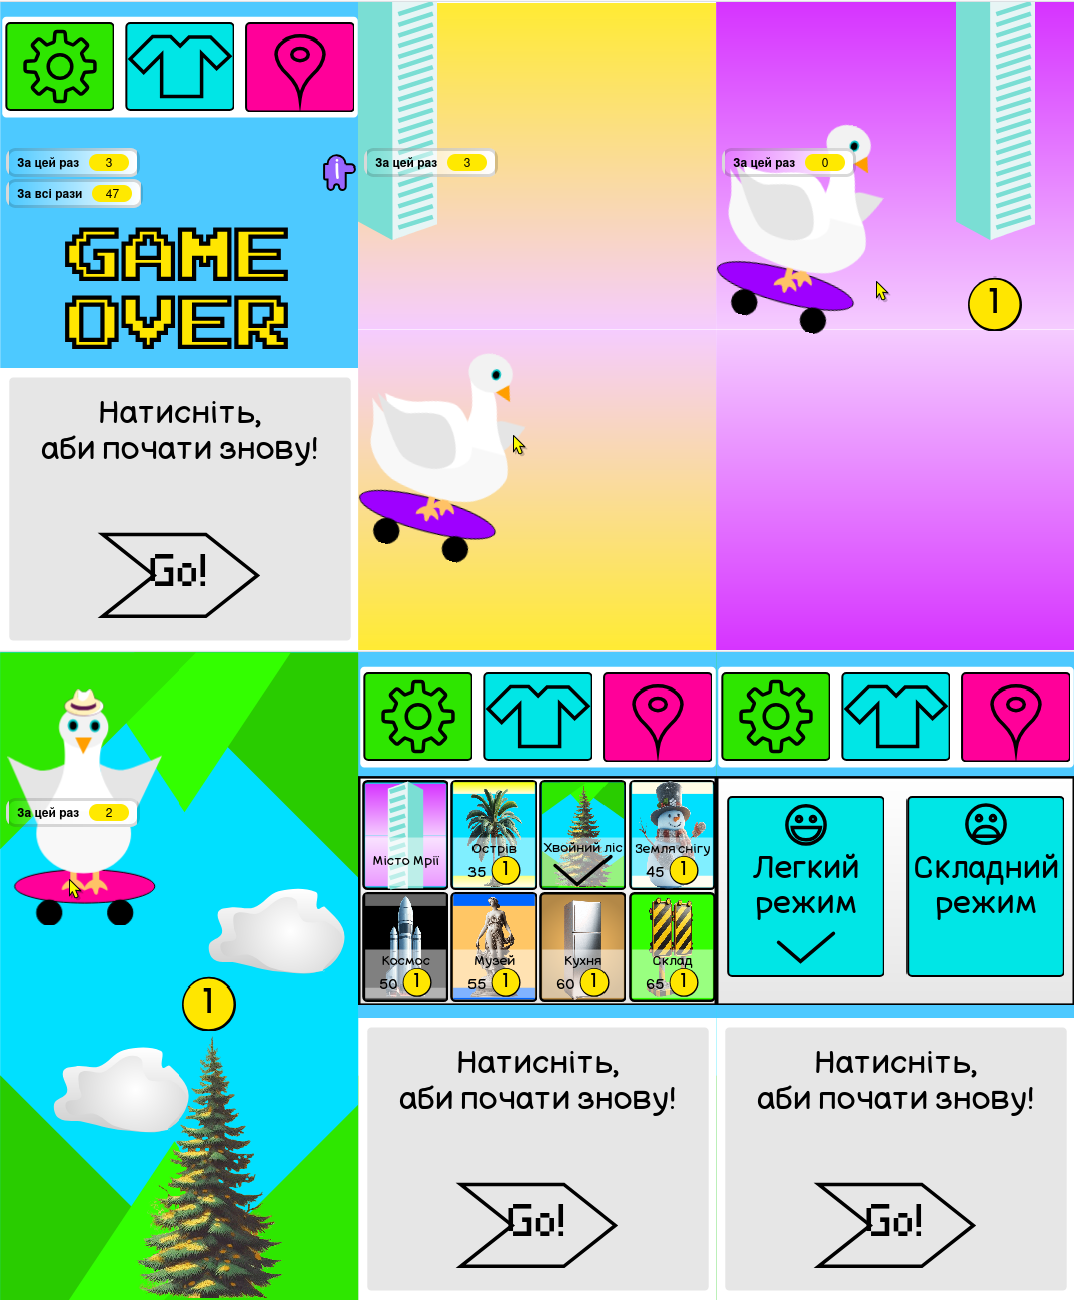 За цей раз 3
За всі рази 47
i
GAME
OVER
Натисніть,
аби почати знову!
Go!
За цей раз 3
За цей раз 0
1
За цей раз 2
1
Місто Мрії
Острів
35 1
Хвойний ліс
Земля снігу
45 1
Космос
50 1
Музей
55 1
Кухня
60 1
Склад
65 1
Натисніть,
аби почати знову!
Go!
Легкий
режим
Складний
режим
Натисніть,
аби почати знову!
Go!